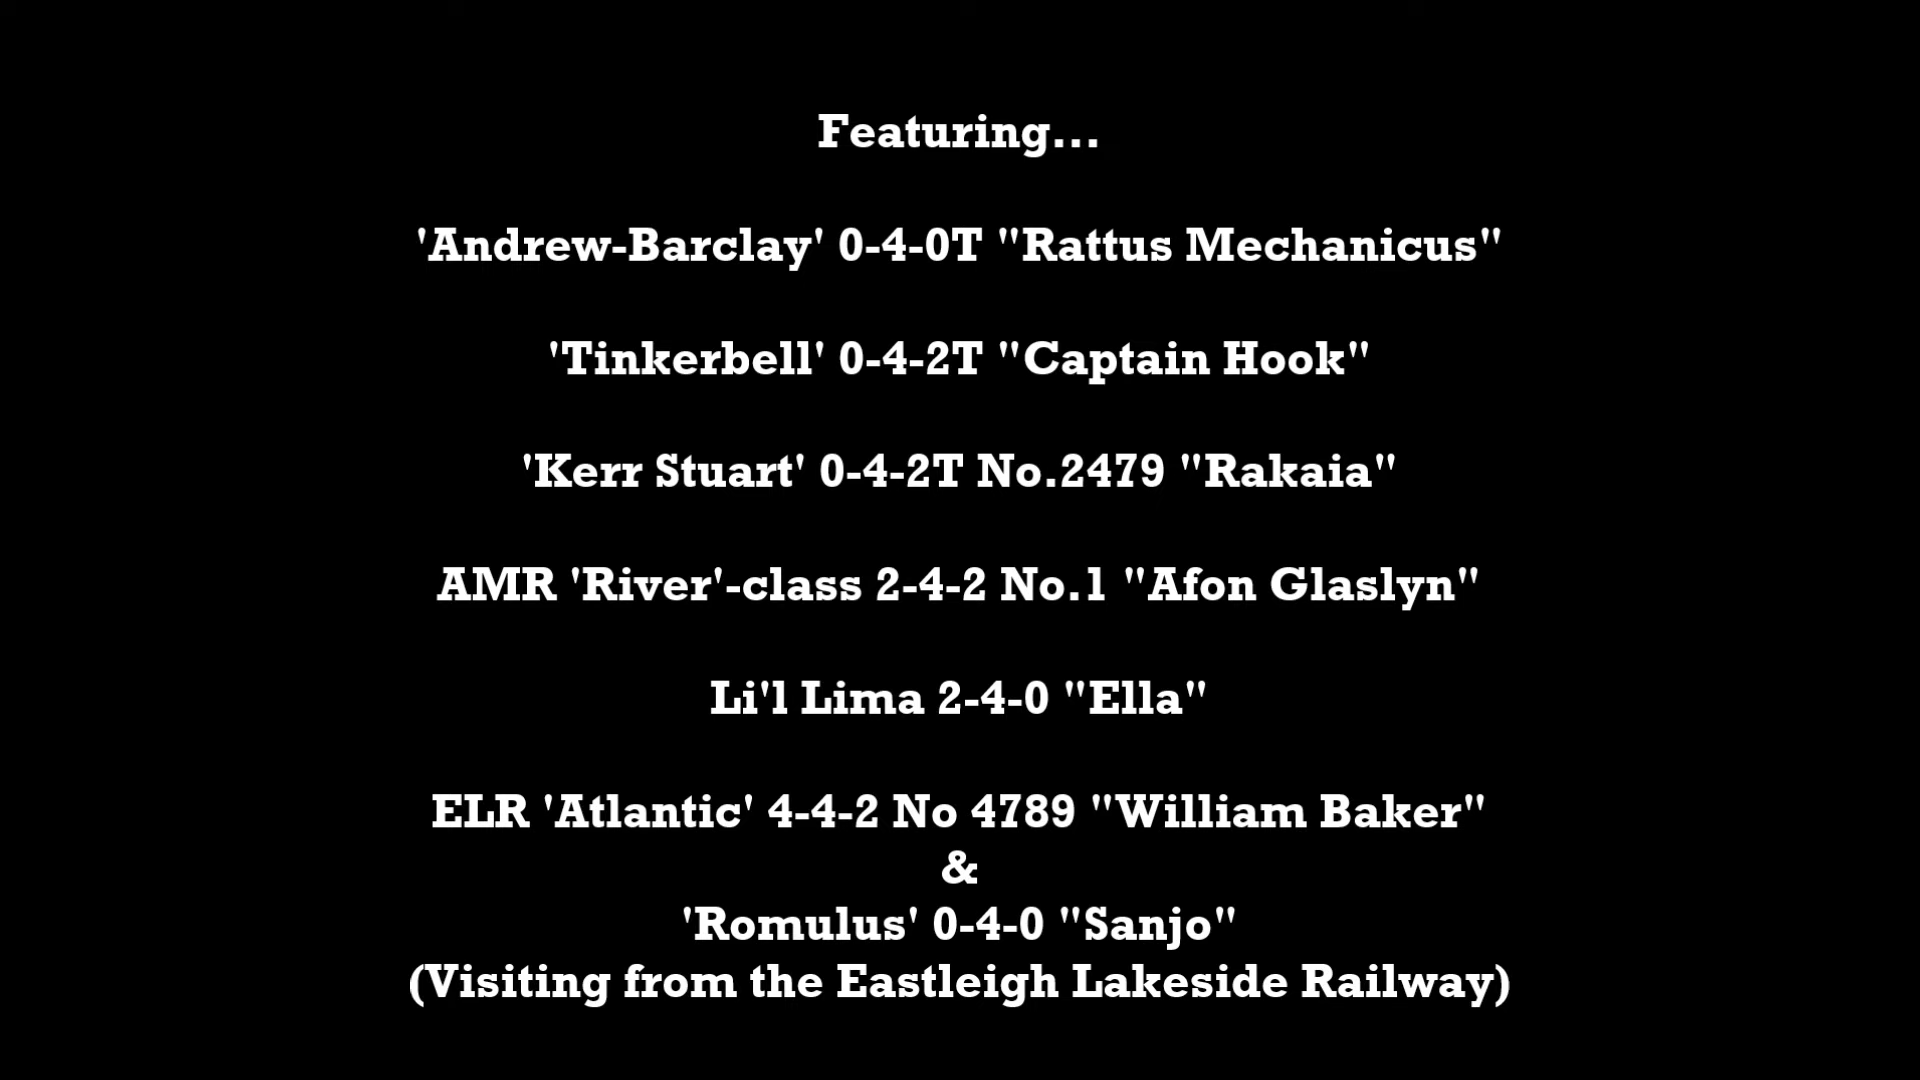 Featuring...
'Andrew-Barclay' 0-4-0T "Rattus Mechanicus"
'Tinkerbell' 0-4-2T "Captain Hook"
'Kerr Stuart' 0-4-2T No.2479 "Rakaia"
AMR 'River'-class 2-4-2 No.1 "Afon Glaslyn"
Li'l Lima 2-4-0 "Ella"
ELR 'Atlantic' 4-4-2 No 4789 "William Baker"
&
'Romulus' 0-4-0 "Sanjo"
(Visiting from the Eastleigh Lakeside Railway)